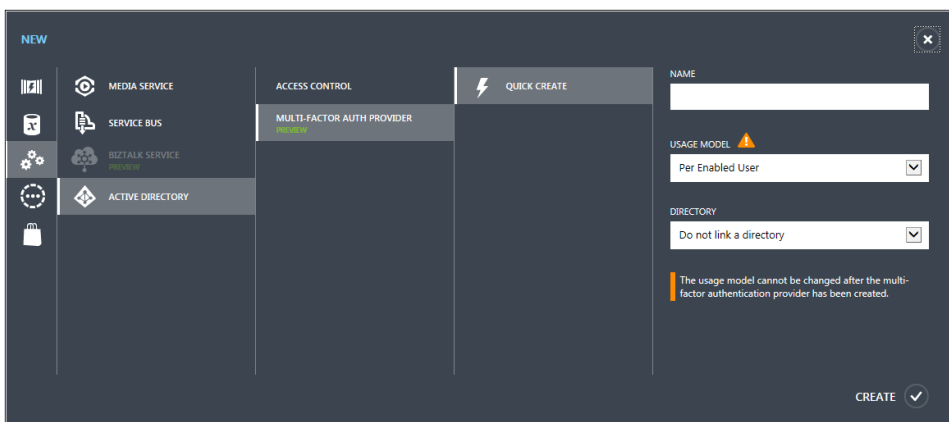 NEW
MEDIA SERVICE
SERVICE BUS
BIZTALK SERVICE
PREVIEW
ACTIVE DIRECTORY
ACCESS CONTROL
MULTI-FACTOR AUTH PROVIDER
PREVIEW
QUICK CREATE
NAME
USAGE MODEL
Per Enabled User
DIRECTORY
Do not link a directory
The usage model cannot be changed after the multi-
factor authentication provider has been created.
CREATE